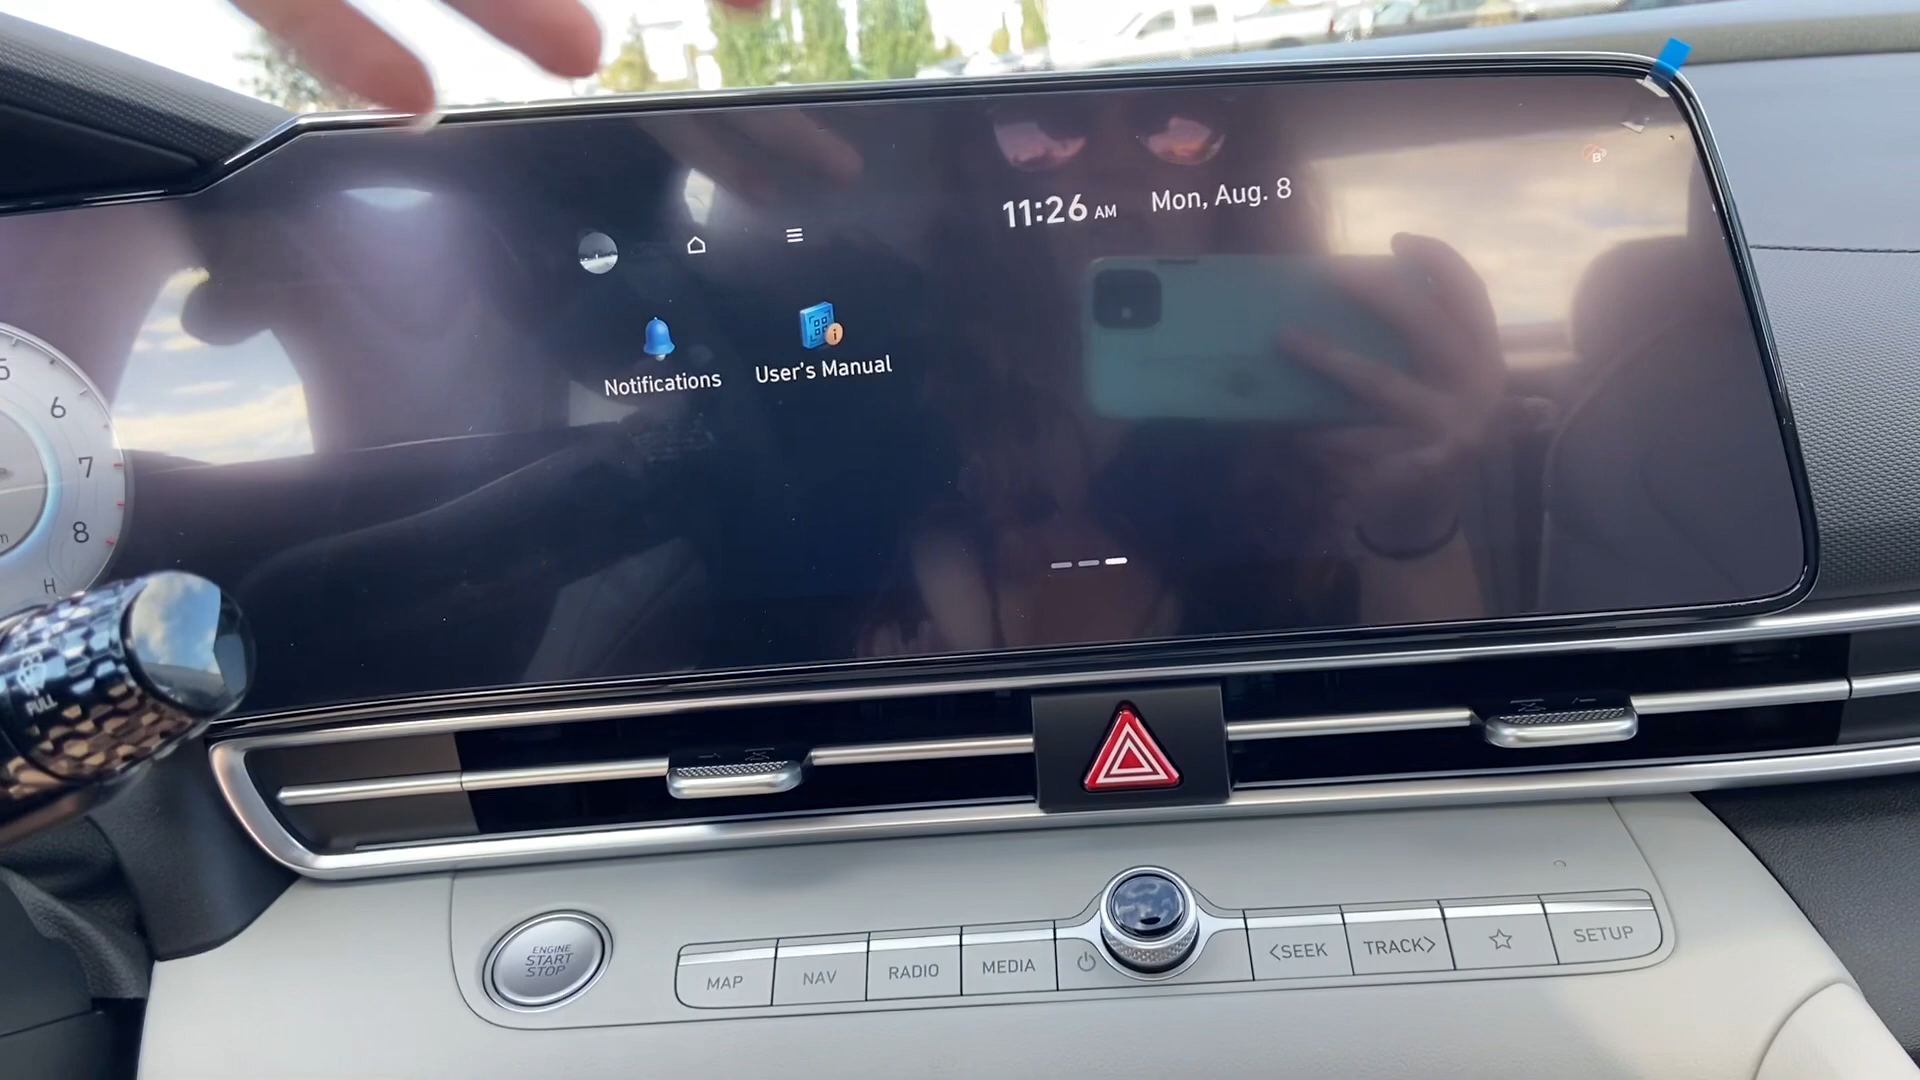 11:26 AM
Mon, Aug. 8
B
Notifications
User's Manual
i
5
6
7
8
H
PULL
ENGINE
START
STOP
MAP
NAV
RADIO
MEDIA
<SEEK
TRACK>
SETUP